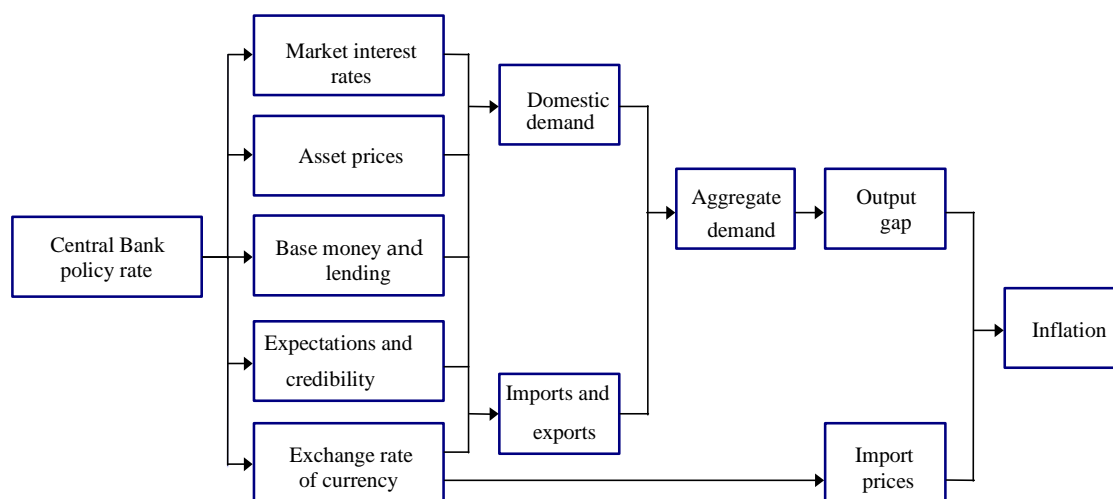 Market interest
rates
Domestic
demand
Asset prices
Aggregate
demand
Output
gap
Central Bank
policy rate
Base money and
lending
Inflation
Expectations and
credibility
Imports and
exports
Exchange rate
of currency
Import
prices